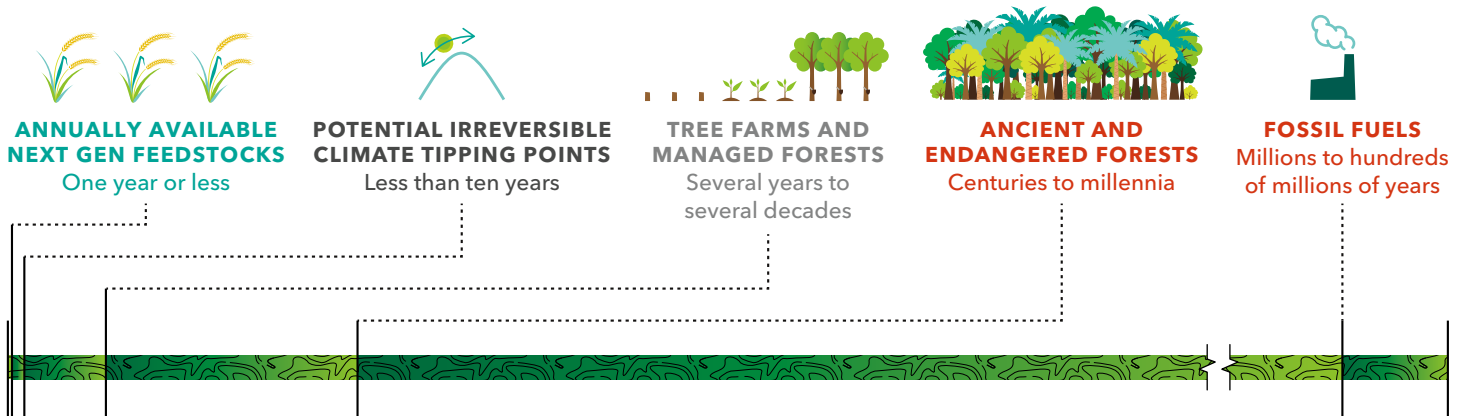 ANNUALLY AVAILABLE
NEXT GEN FEEDSTOCKS
One year or less
POTENTIAL IRREVERSIBLE
CLIMATE TIPPING POINTS
Less than ten years
TREE FARMS AND
MANAGED FORESTS
Several years to
several decades
ANCIENT AND
ENDANGERED FORESTS
Centuries to millennia
FOSSIL FUELS
Millions to hundreds
of millions of years